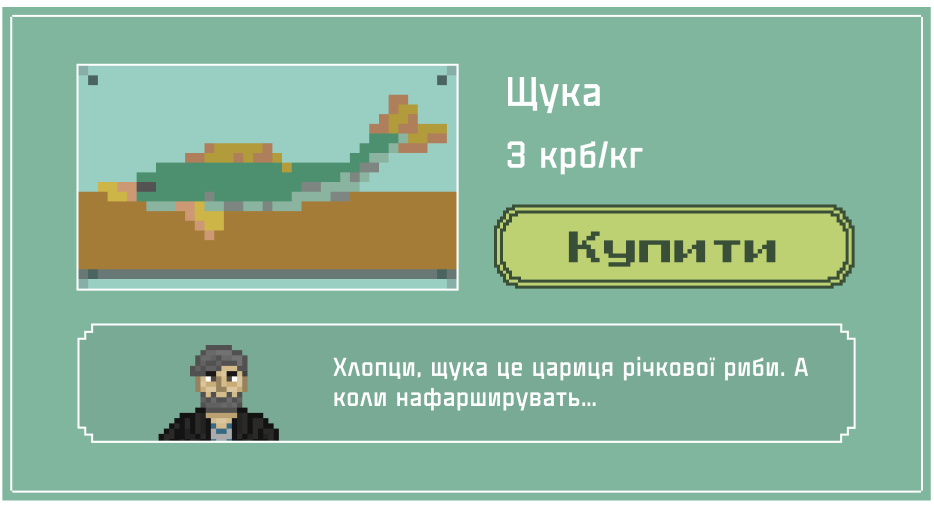 Щука
3 крб/кг
Купити
Хлопци, щука це цариця річкової риби. А
коли нафарширувать...